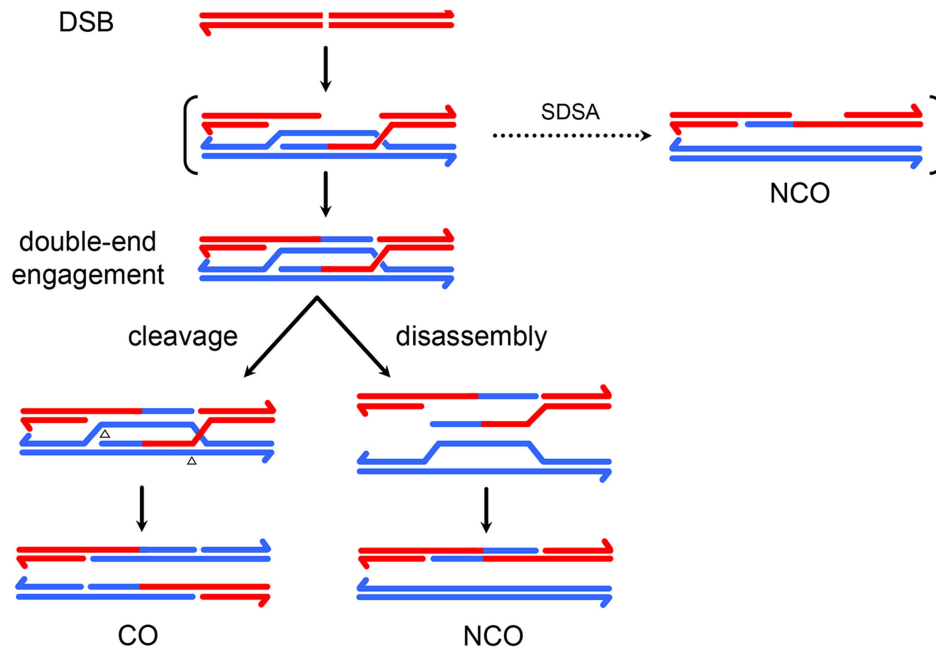 DSB
SDSA
NCO
double-end
engagement
cleavage
disassembly
CO
NCO